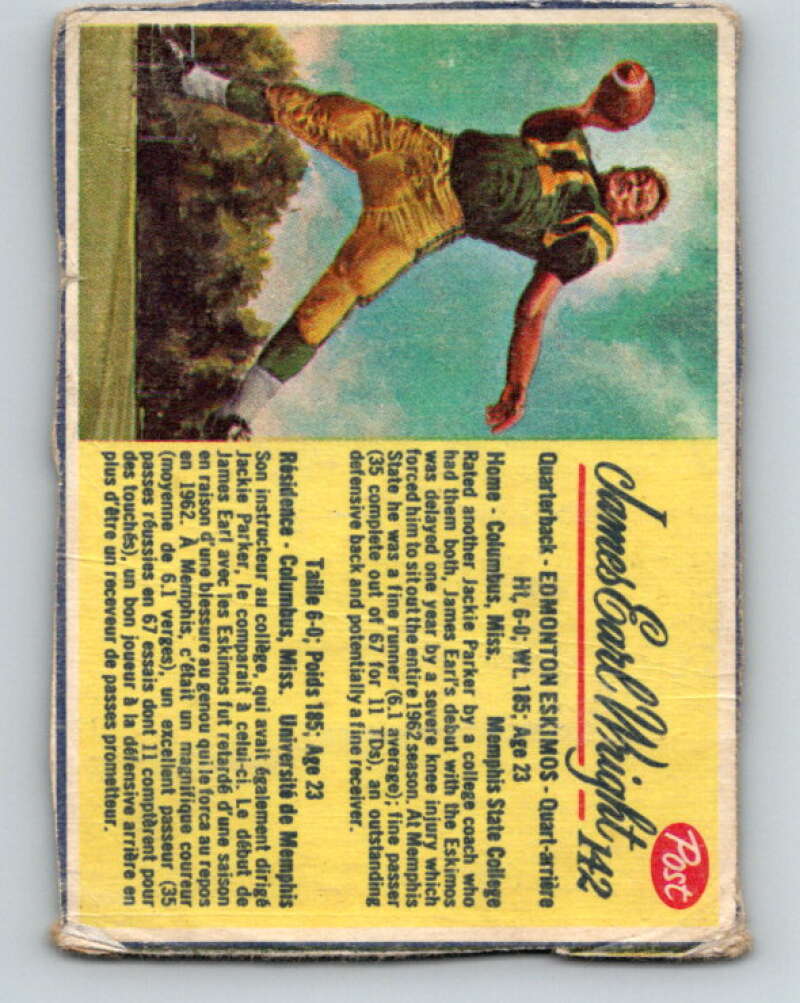 James Earl Wright 142
Post
Quarterback - EDMONTON ESKIMOS - Quart-arrière
Ht. 6-0; Wt. 185; Age 23
Home - Columbus, Miss. Memphis State College
Rated another Jackie Parker by a college coach who
had them both, James Earl's debut with the Eskimos
was delayed one year by a severe knee injury which
forced him to sit out the entire 1962 season. At Memphis
State he was a fine runner (6.1 average); fine passer
(35 complete out of 67 for 11 TDs), an outstanding
defensive back and potentially a fine receiver.
Taille 6-0; Poids 185; Age 23
Résidence - Columbus, Miss. Université de Memphis
Son instructeur au collège, qui avait également dirigé
Jackie Parker, le comparait à celui-ci. Le début de
James Earl avec les Eskimos fut retardé d'une saison
en raison d'une blessure au genou qui le força au repos
en 1962. À Memphis, c'était un magnifique coureur
(moyenne de 6.1 verges), un excellent passeur (35
passes réussies en 67 essais dont 11 comptèrent pour
des touchés), un bon joueur à la défensive arrière en
plus d'être un receveur de passes prometteur.